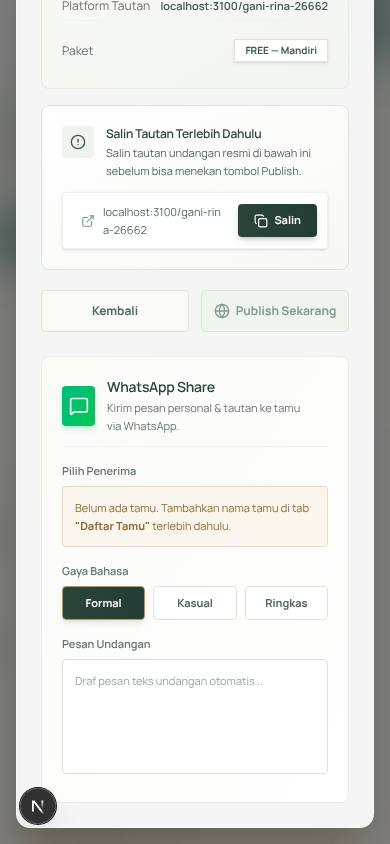 Platform Tautan localhost:3100/gani-rina-26662
Paket FREE — Mandiri
Salin Tautan Terlebih Dahulu
Salin tautan undangan resmi di bawah ini
sebelum bisa menekan tombol Publish.
localhost:3100/gani-rin
a-26662
Salin
Kembali
Publish Sekarang
WhatsApp Share
Kirim pesan personal & tautan ke tamu
via WhatsApp.
Pilih Penerima
Belum ada tamu. Tambahkan nama tamu di tab
"Daftar Tamu" terlebih dahulu.
Gaya Bahasa
Formal Kasual Ringkas
Pesan Undangan
Draf pesan teks undangan otomatis...
N